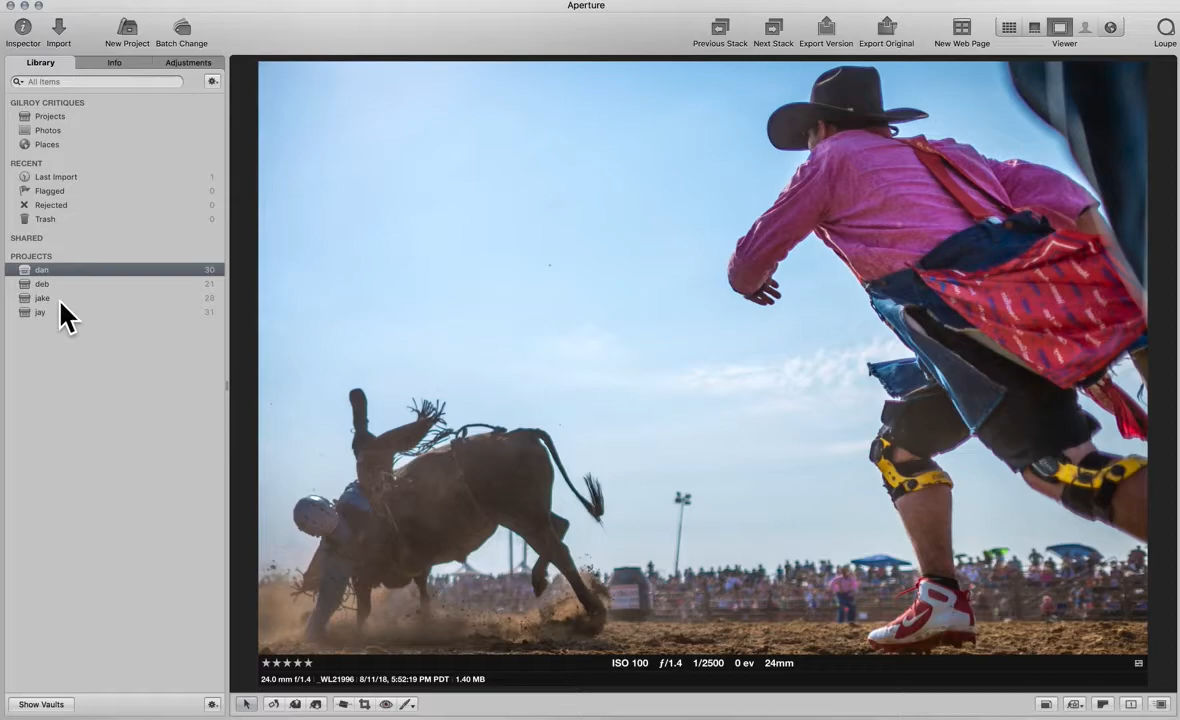 Aperture
Inspector Import New Project Batch Change Previous Stack Next Stack Export Version Export Original New Web Page Viewer Loupe
Library Info Adjustments
All Items
GILROY CRITIQUES
Projects
Photos
Places
RECENT
Last Import 1
Flagged 0
Rejected 0
Trash 0
SHARED
PROJECTS
dan 30
deb 21
jake 28
jay 31
ISO 100 ƒ/1.4 1/2500 0 ev 24mm
24.0 mm f/1.4 _WL21996 8/11/18, 5:52:19 PM PDT 1.40 MB
Show Vaults